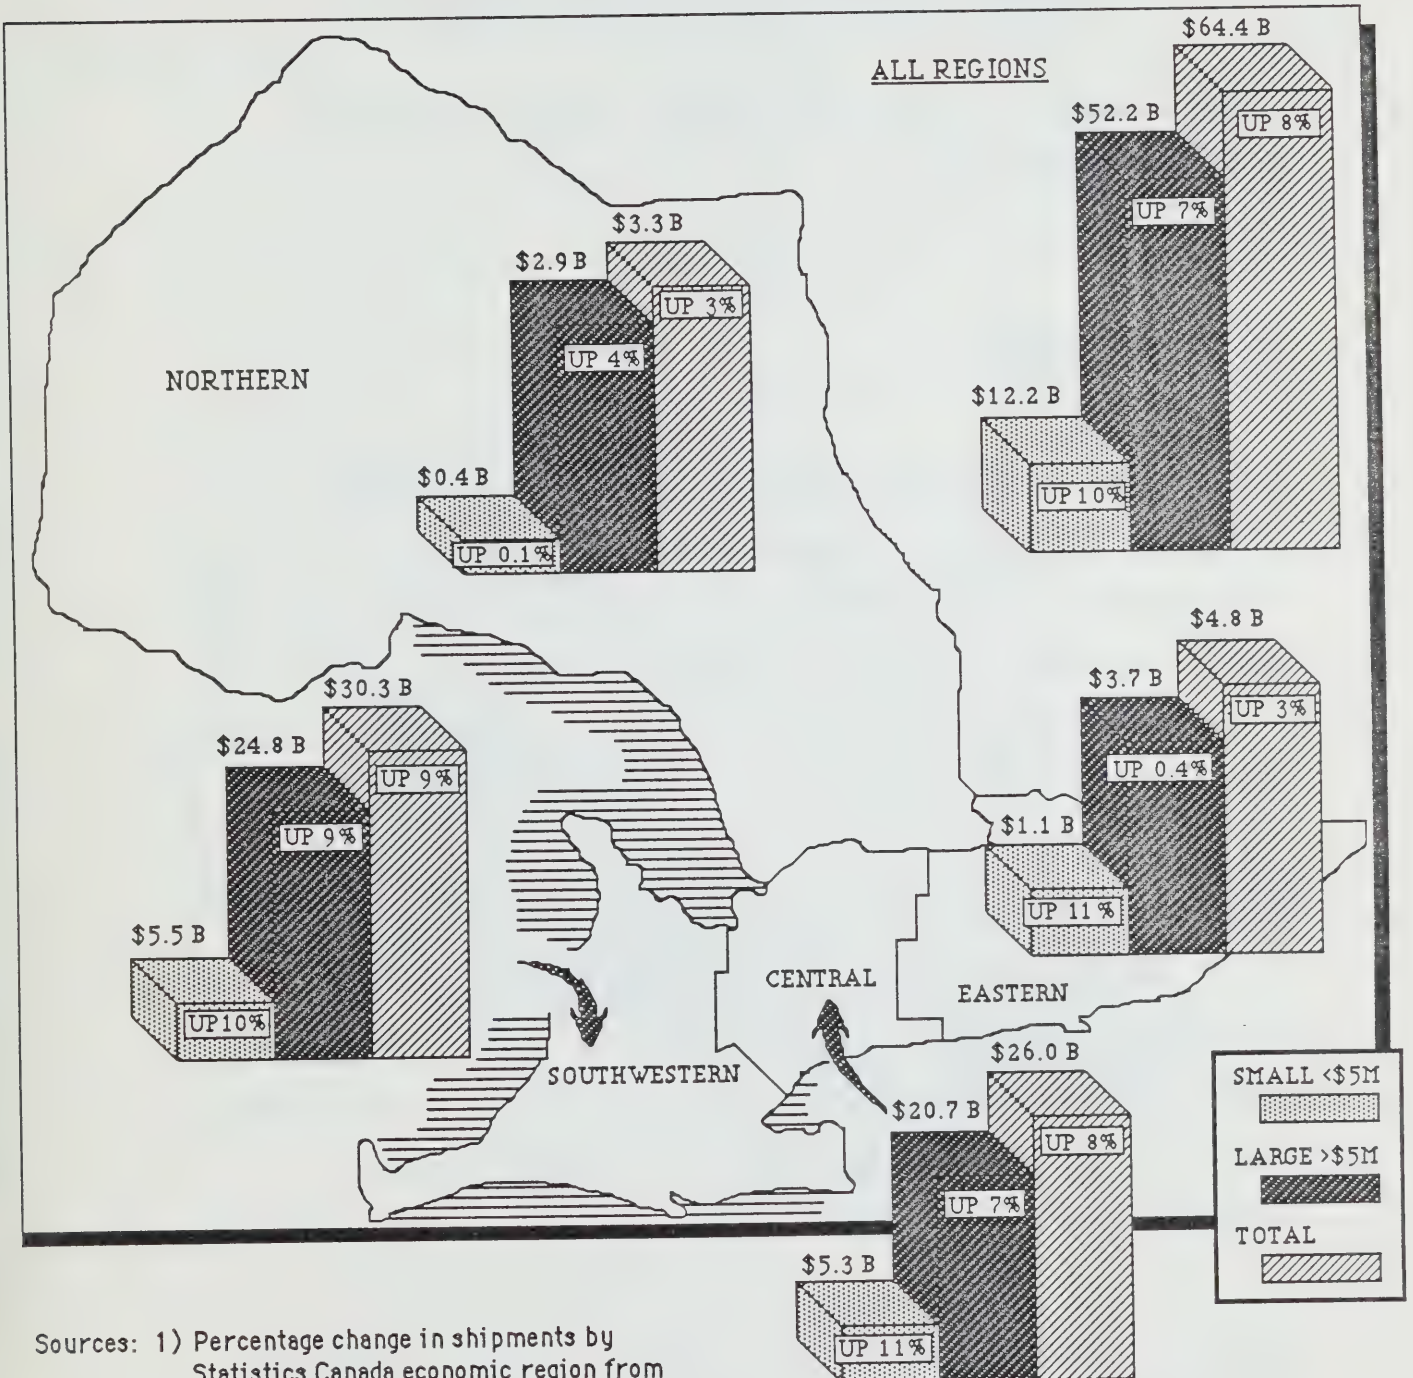 ALL REGIONS
$64.4 B
UP 8%
$52.2 B
UP 7%
$12.2 B
UP 10%
NORTHERN
$3.3 B
UP 3%
$2.9 B
UP 4%
$0.4 B
UP 0.1%
$30.3 B
UP 9%
$24.8 B
UP 9%
$5.5 B
UP 10%
$4.8 B
UP 3%
$3.7 B
UP 0.4%
$1.1 B
UP 11%
CENTRAL
EASTERN
SOUTHWESTERN
$26.0 B
UP 8%
$20.7 B
UP 7%
$5.3 B
UP 11%
SMALL <$5M
LARGE >$5M
TOTAL
Sources: 1) Percentage change in shipments by
Statistics Canada economic region from